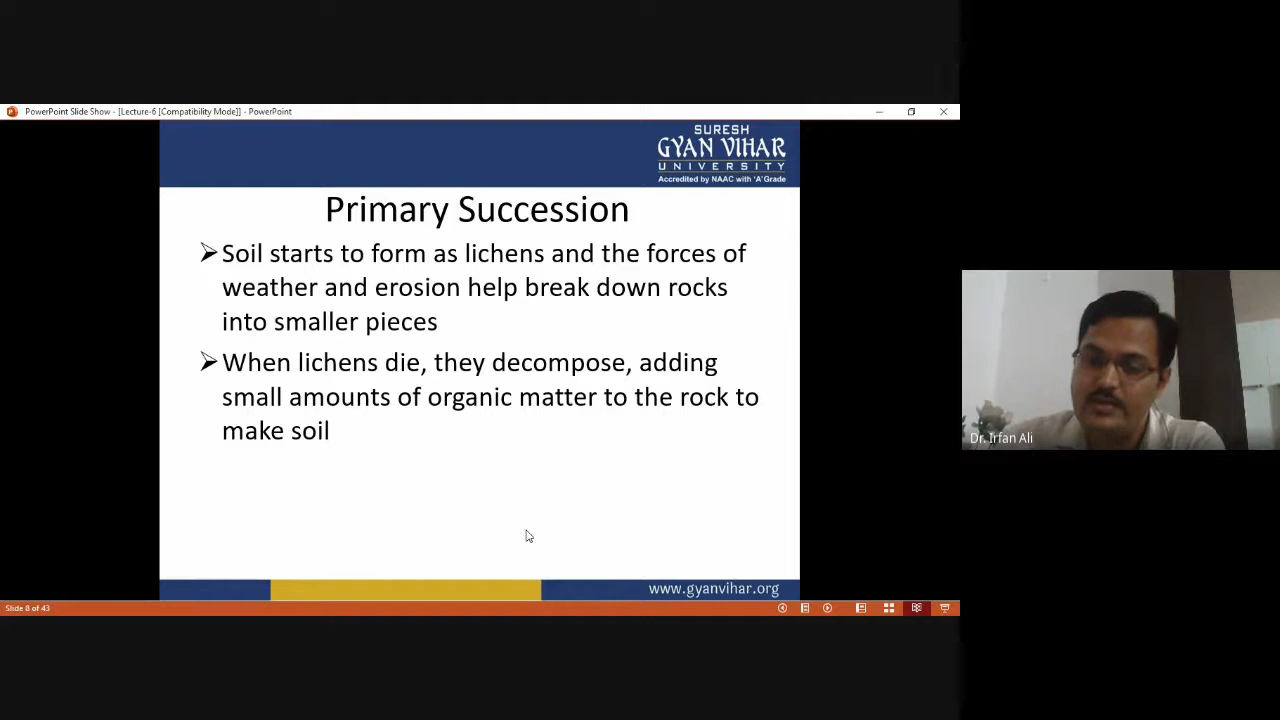 PowerPoint Slide Show - [Lecture-6 [Compatibility Mode]] - PowerPoint
SURESH
GYAN VIHAR
UNIVERSITY
Accredited by NAAC with 'A' Grade
Primary Succession
Soil starts to form as lichens and the forces of
weather and erosion help break down rocks
into smaller pieces
When lichens die, they decompose, adding
small amounts of organic matter to the rock to
make soil
Dr. Irfan Ali
www.gyanvihar.org
Slide 8 of 43